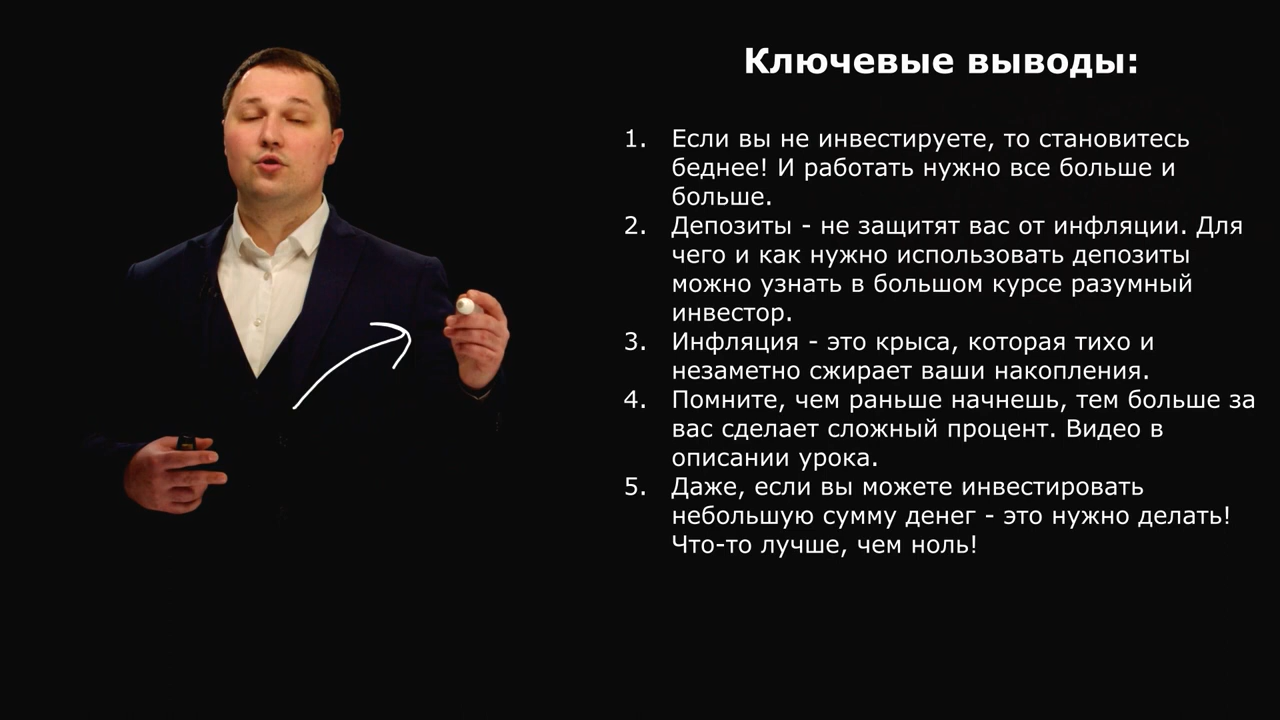 Ключевые выводы:
1. Если вы не инвестируете, то становитесь
беднее! И работать нужно все больше и
больше.
2. Депозиты - не защитят вас от инфляции. Для
чего и как нужно использовать депозиты
можно узнать в большом курсе разумный
инвестор.
3. Инфляция - это крыса, которая тихо и
незаметно сжирает ваши накопления.
4. Помните, чем раньше начнешь, тем больше за
вас сделает сложный процент. Видео в
описании урока.
5. Даже, если вы можете инвестировать
небольшую сумму денег - это нужно делать!
Что-то лучше, чем ноль!